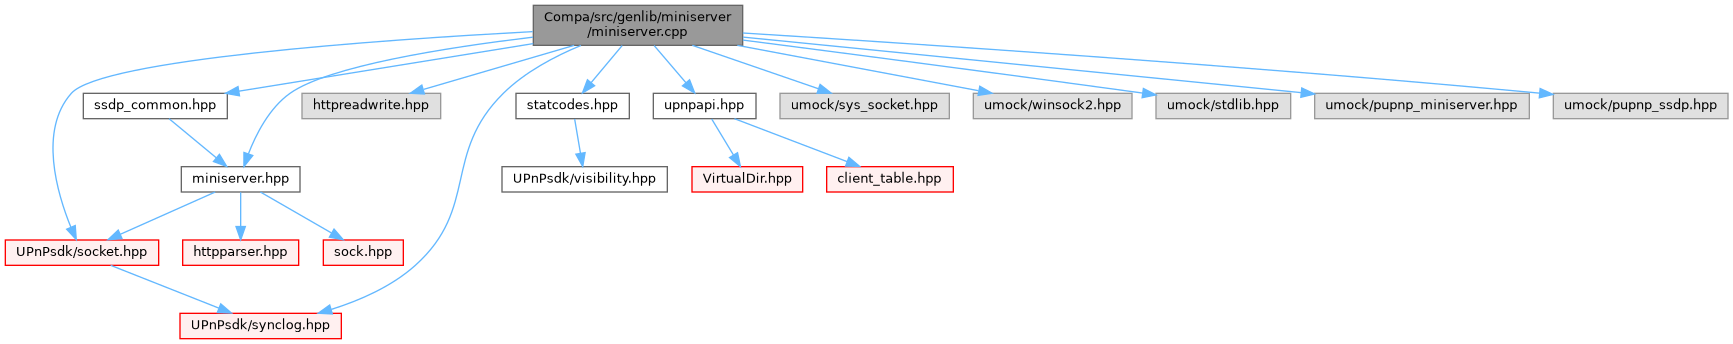 Compa/src/genlib/miniserver
/miniserver.cpp
ssdp_common.hpp
httpreadwrite.hpp
statcodes.hpp
upnpapi.hpp
umock/sys_socket.hpp
umock/winsock2.hpp
umock/stdlib.hpp
umock/pupnp_miniserver.hpp
umock/pupnp_ssdp.hpp
miniserver.hpp
UPnPsdk/visibility.hpp
VirtualDir.hpp
client_table.hpp
UPnPsdk/socket.hpp
httpparser.hpp
sock.hpp
UPnPsdk/synclog.hpp